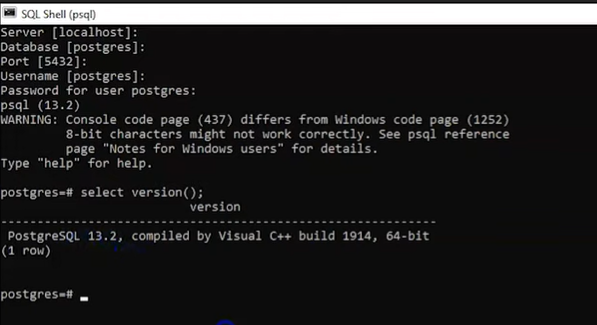 SQL Shell (psql)
Server [localhost]:
Database [postgres]:
Port [5432]:
Username [postgres]:
Password for user postgres:
psql (13.2)
WARNING: Console code page (437) differs from Windows code page (1252)
         8-bit characters might not work correctly. See psql reference
         page "Notes for Windows users" for details.
Type "help" for help.
postgres=# select version();
                          version
------------------------------------------------------------
 PostgreSQL 13.2, compiled by Visual C++ build 1914, 64-bit
(1 row)
postgres=#